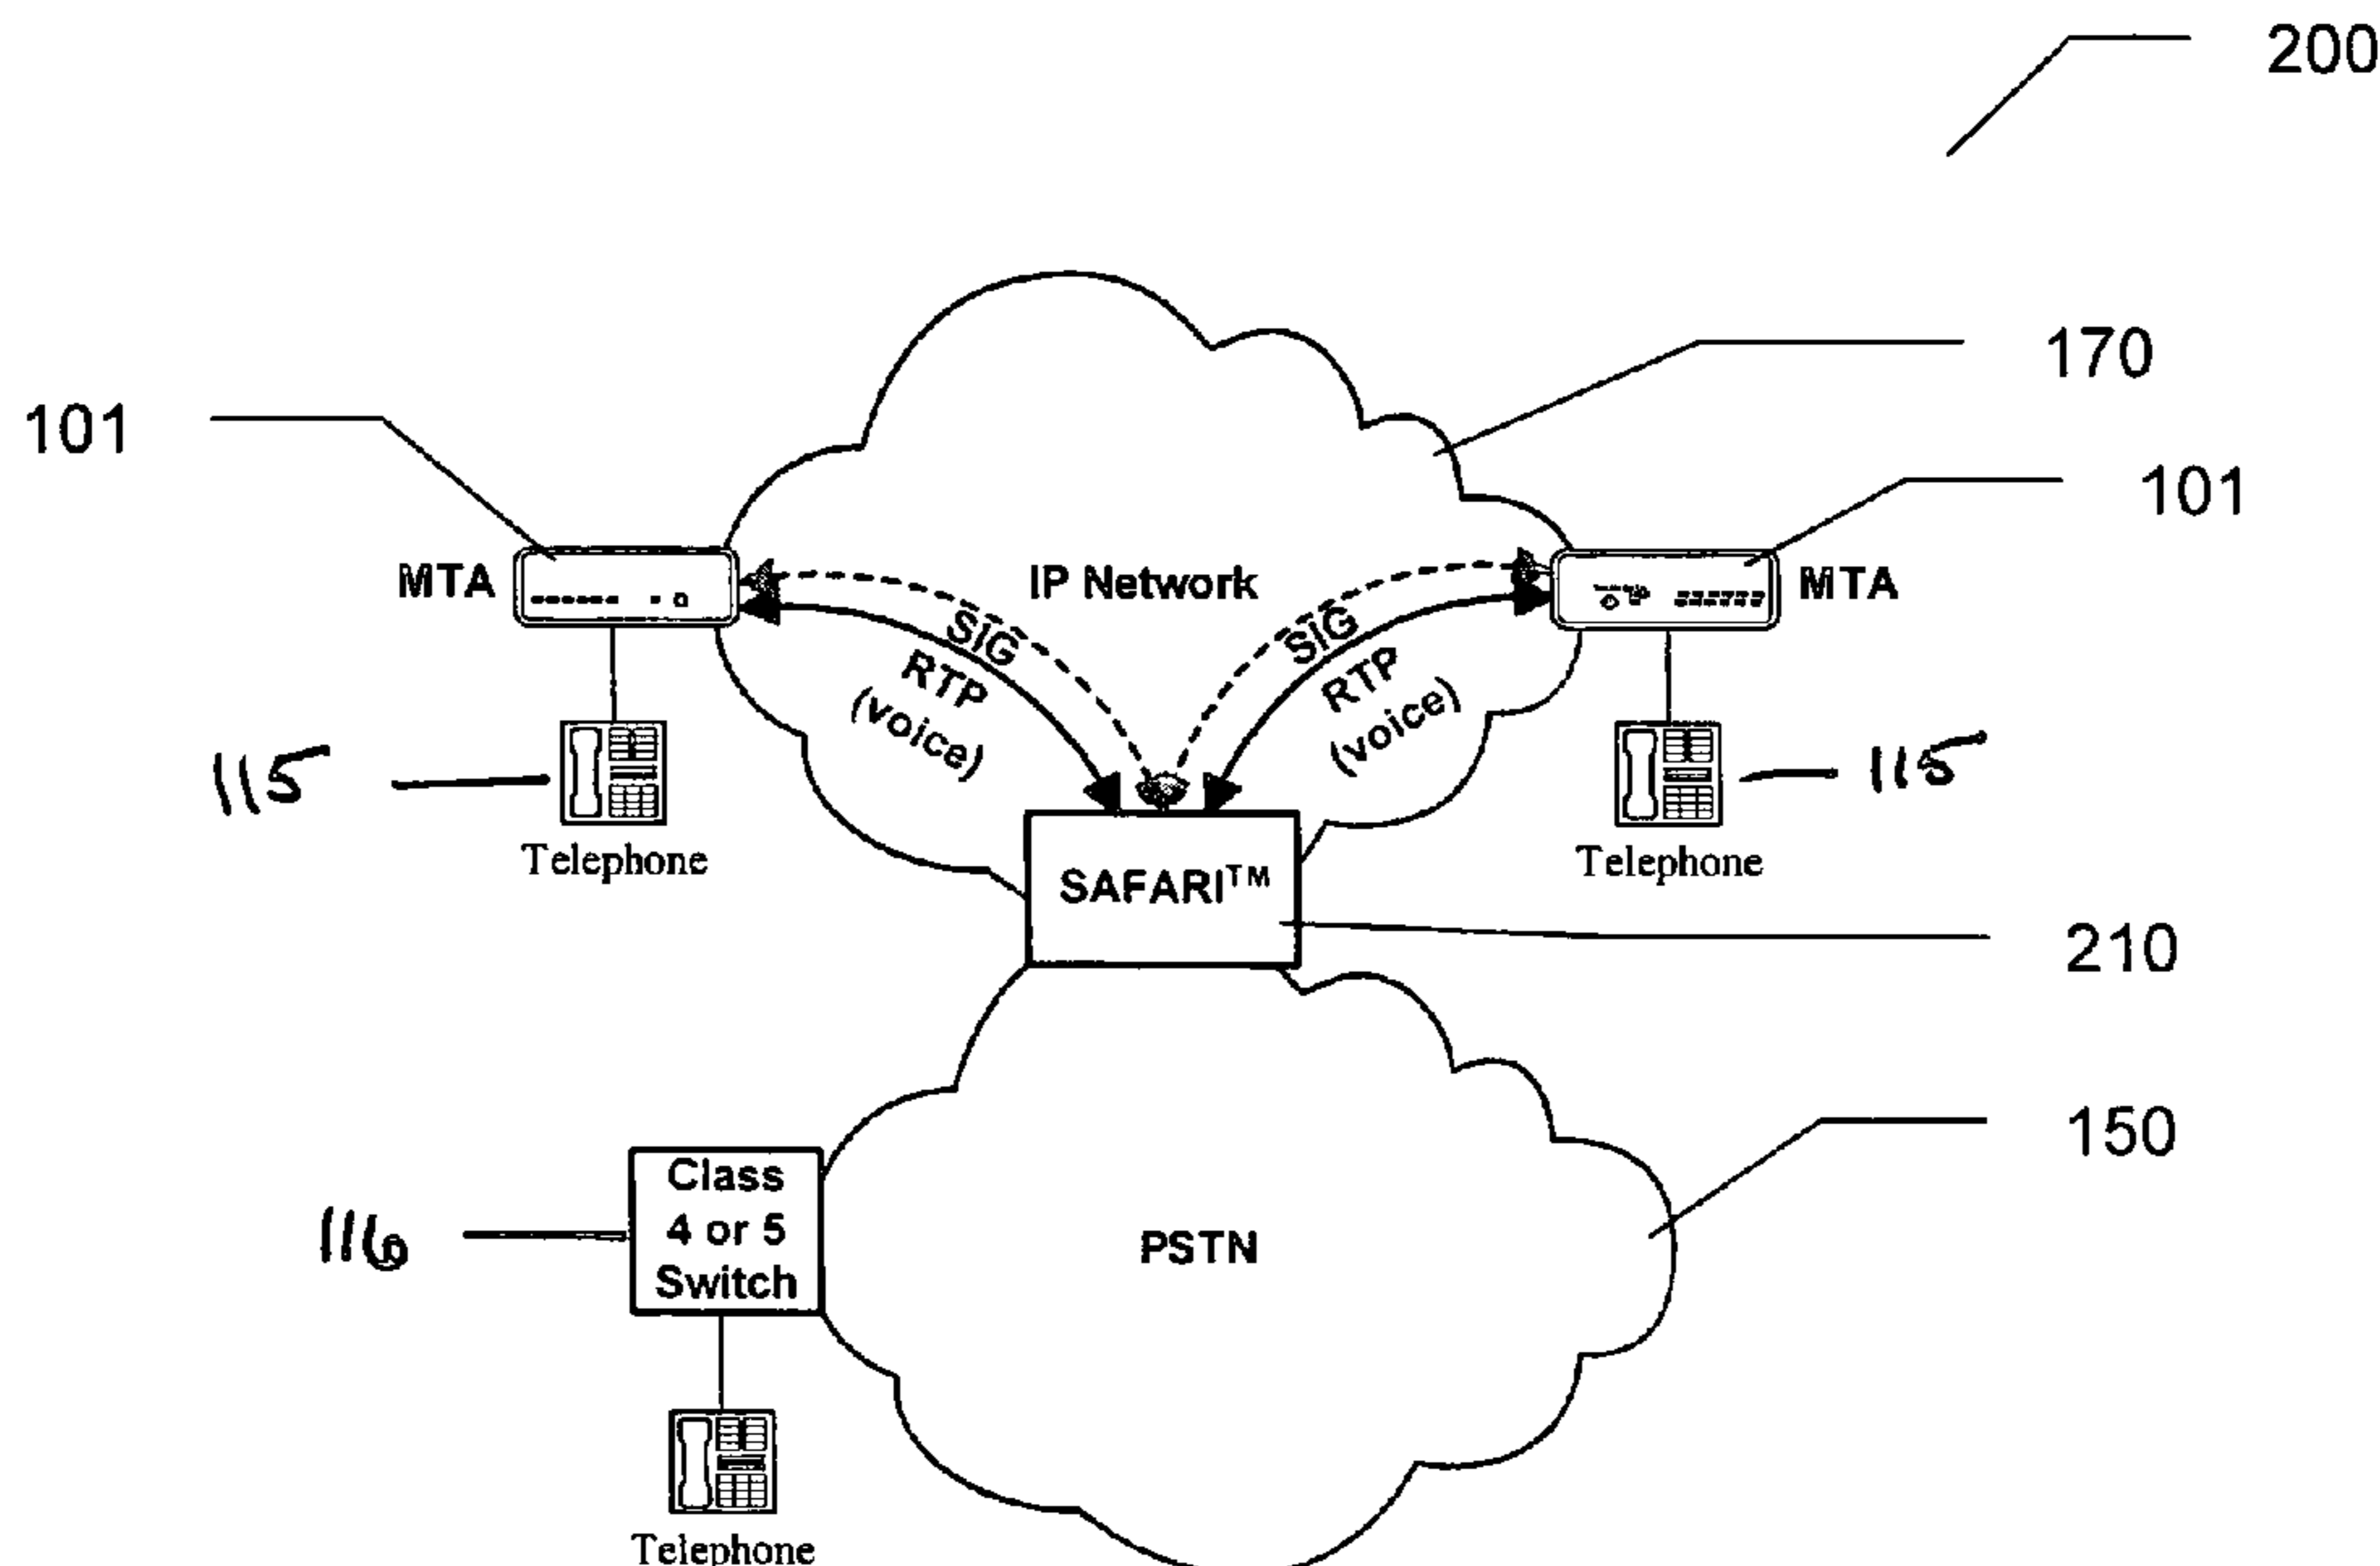 200
170
101
101
MTA
IP Network
MTA
SIG
SIG
RTP
(voice)
RTP
(voice)
115
115
Telephone
Telephone
SAFARI™
210
150
Class
4 or 5
Switch
116
PSTN
Telephone